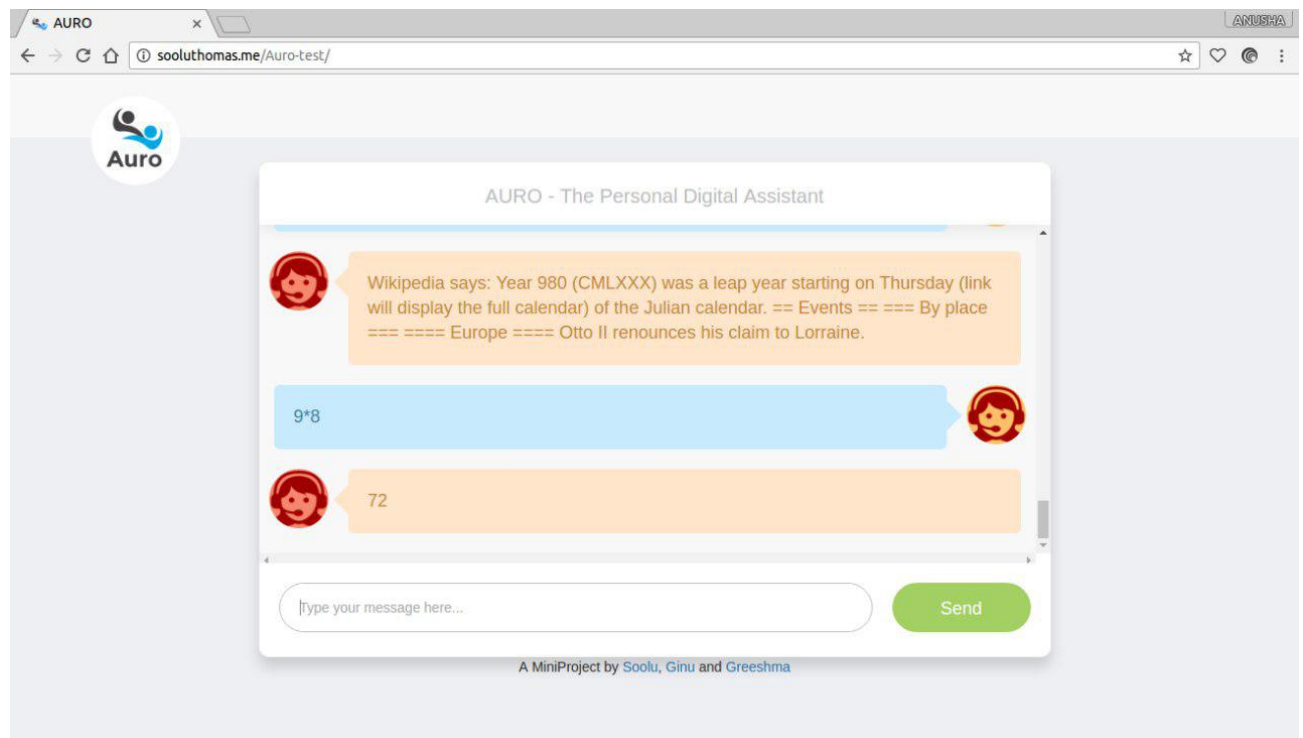 AURO
ANUSHA
sooluthomas.me/Auro-test/
Auro
AURO - The Personal Digital Assistant
Wikipedia says: Year 980 (CMLXXX) was a leap year starting on Thursday (link
will display the full calendar) of the Julian calendar. == Events == === By place
=== ==== Europe ==== Otto II renounces his claim to Lorraine.
9*8
72
Type your message here...
Send
A MiniProject by Soolu, Ginu and Greeshma